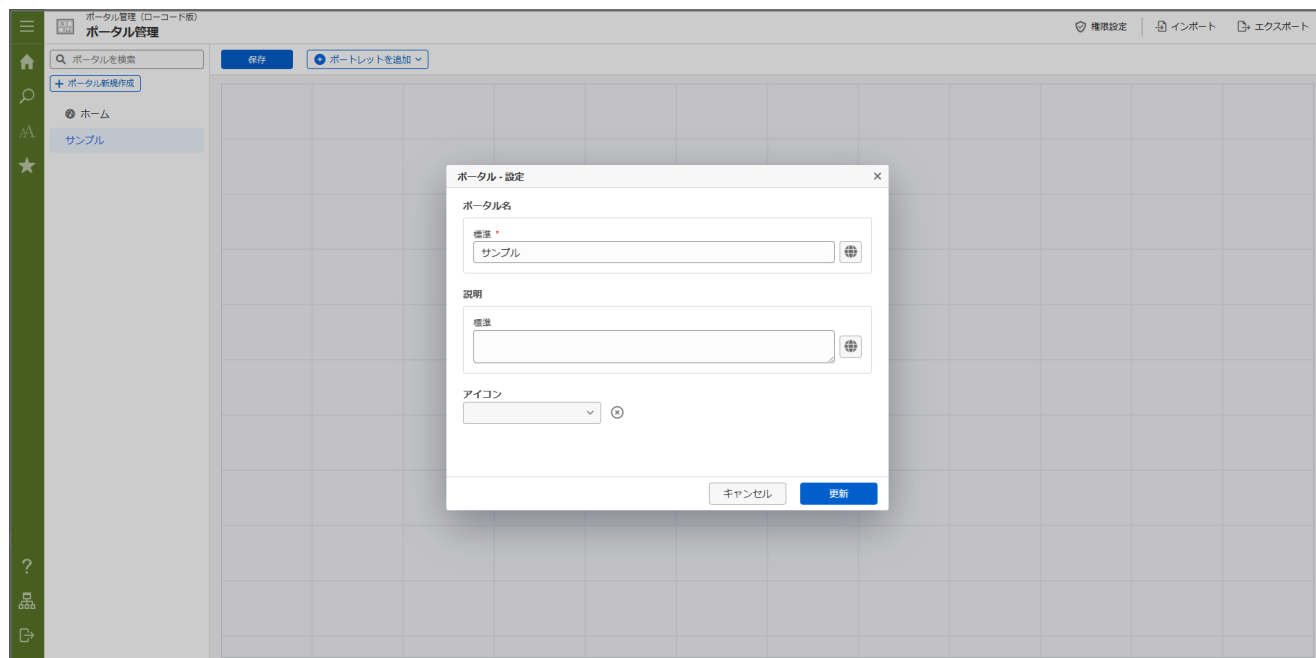 ポータル管理（ローコード版）
ポータル管理
権限設定
インポート
エクスポート
ポータルを検索
保存
ポートレットを追加
ポータル新規作成
ホーム
サンプル
ポータル - 設定
ポータル名
標準 *
サンプル
説明
標準
アイコン
キャンセル
更新